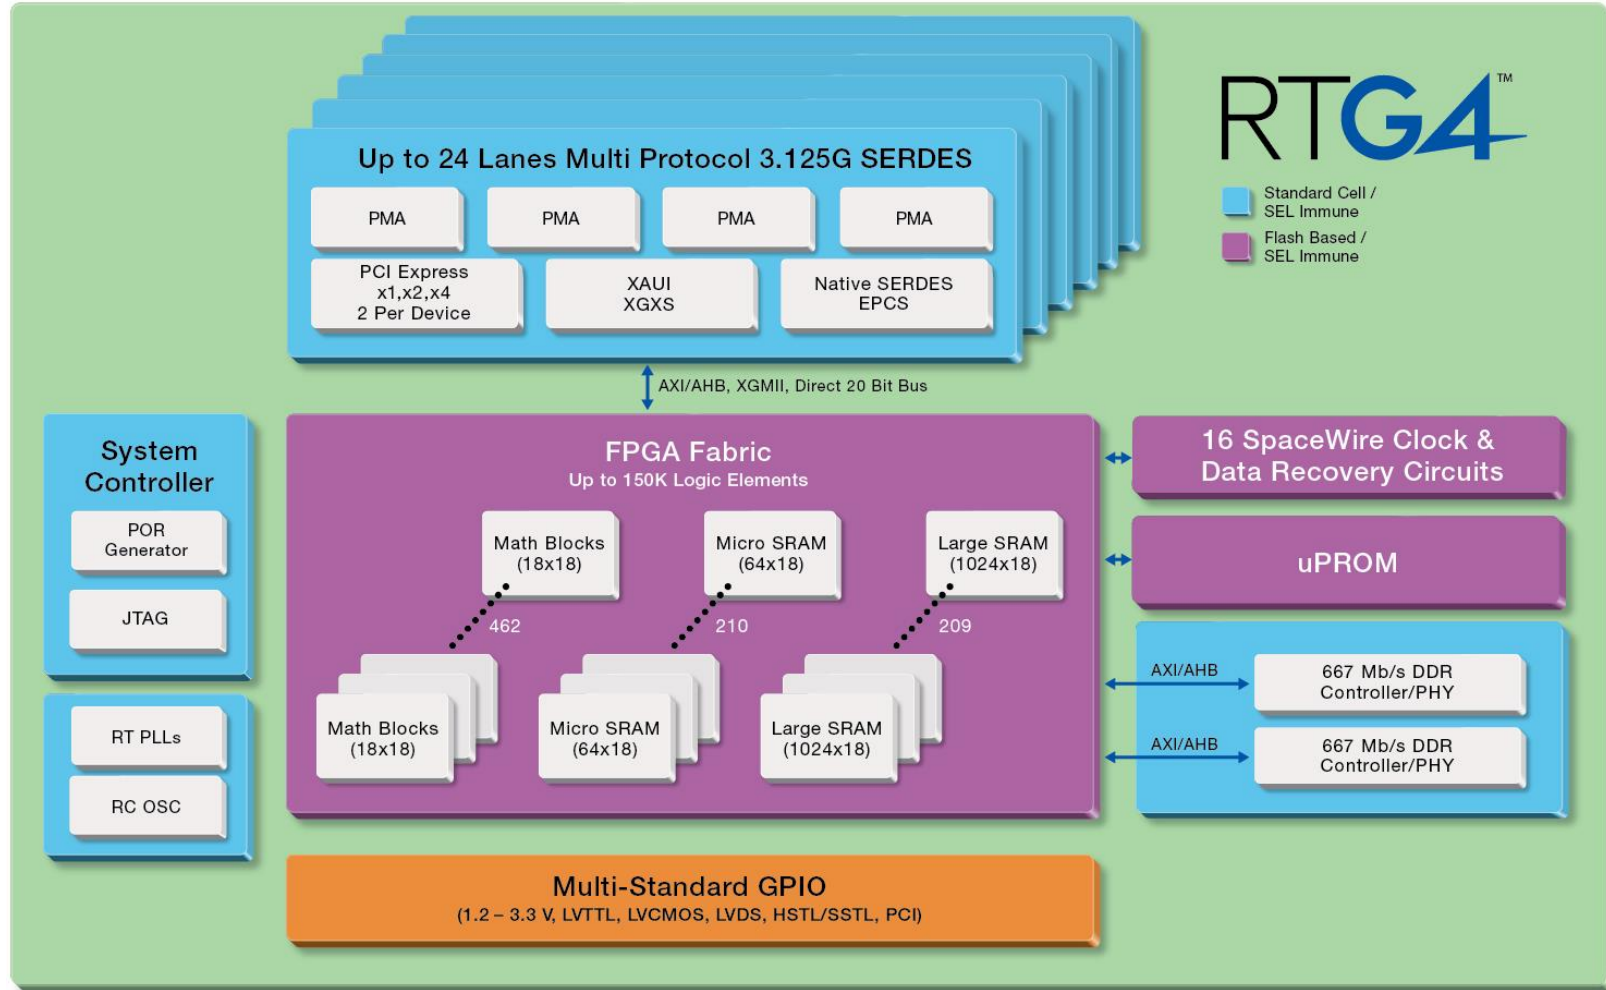 RTG4™
Standard Cell /
SEL Immune
Flash Based /
SEL Immune
Up to 24 Lanes Multi Protocol 3.125G SERDES
PMA
PMA
PMA
PMA
PCI Express
x1,x2,x4
2 Per Device
XAUI
XGXS
Native SERDES
EPCS
AXI/AHB, XGMII, Direct 20 Bit Bus
System
Controller
POR
Generator
JTAG
RT PLLs
RC OSC
FPGA Fabric
Up to 150K Logic Elements
Math Blocks
(18x18)
Micro SRAM
(64x18)
Large SRAM
(1024x18)
462
210
209
Math Blocks
(18x18)
Micro SRAM
(64x18)
Large SRAM
(1024x18)
16 SpaceWire Clock &
Data Recovery Circuits
uPROM
AXI/AHB
667 Mb/s DDR
Controller/PHY
AXI/AHB
667 Mb/s DDR
Controller/PHY
Multi-Standard GPIO
(1.2 – 3.3 V, LVTTL, LVCMOS, LVDS, HSTL/SSTL, PCI)